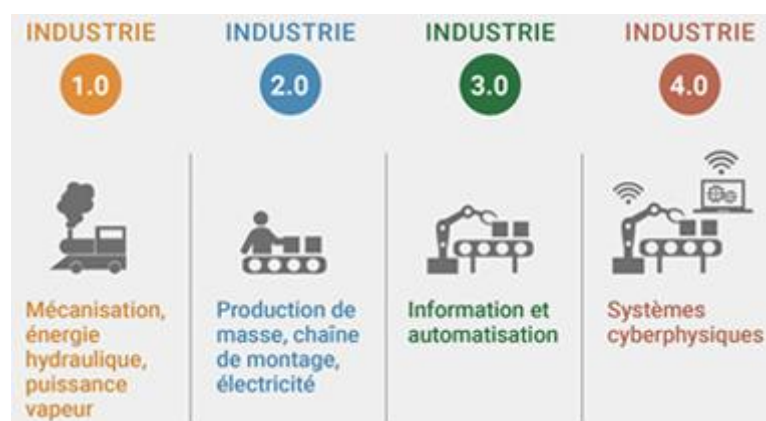 INDUSTRIE
1.0
Mécanisation,
énergie
hydraulique,
puissance
vapeur
INDUSTRIE
2.0
Production de
masse, chaîne
de montage,
électricité
INDUSTRIE
3.0
Information et
automatisation
INDUSTRIE
4.0
Systèmes
cyberphysiques